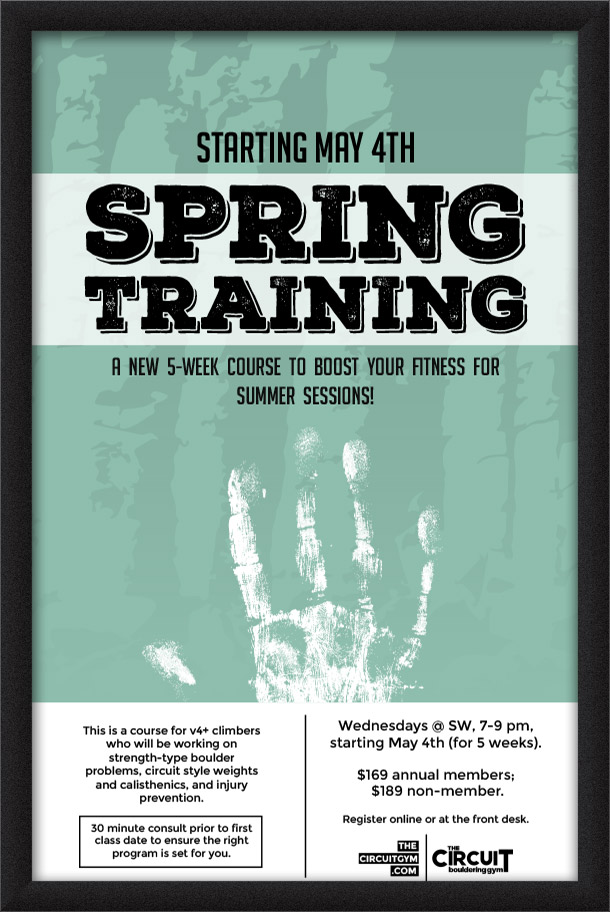 STARTING MAY 4TH
SPRING
TRAINING
A NEW 5-WEEK COURSE TO BOOST YOUR FITNESS FOR
SUMMER SESSIONS!
This is a course for v4+ climbers
who will be working on
strength-type boulder
problems, circuit style weights
and calisthenics, and injury
prevention.
30 minute consult prior to first
class date to ensure the right
program is set for you.
Wednesdays @ SW, 7-9 pm,
starting May 4th (for 5 weeks).
$169 annual members;
$189 non-member.
Register online or at the front desk.
THE
CIRCUITGYM
.COM
THE
CIRCUIT
bouldering gym